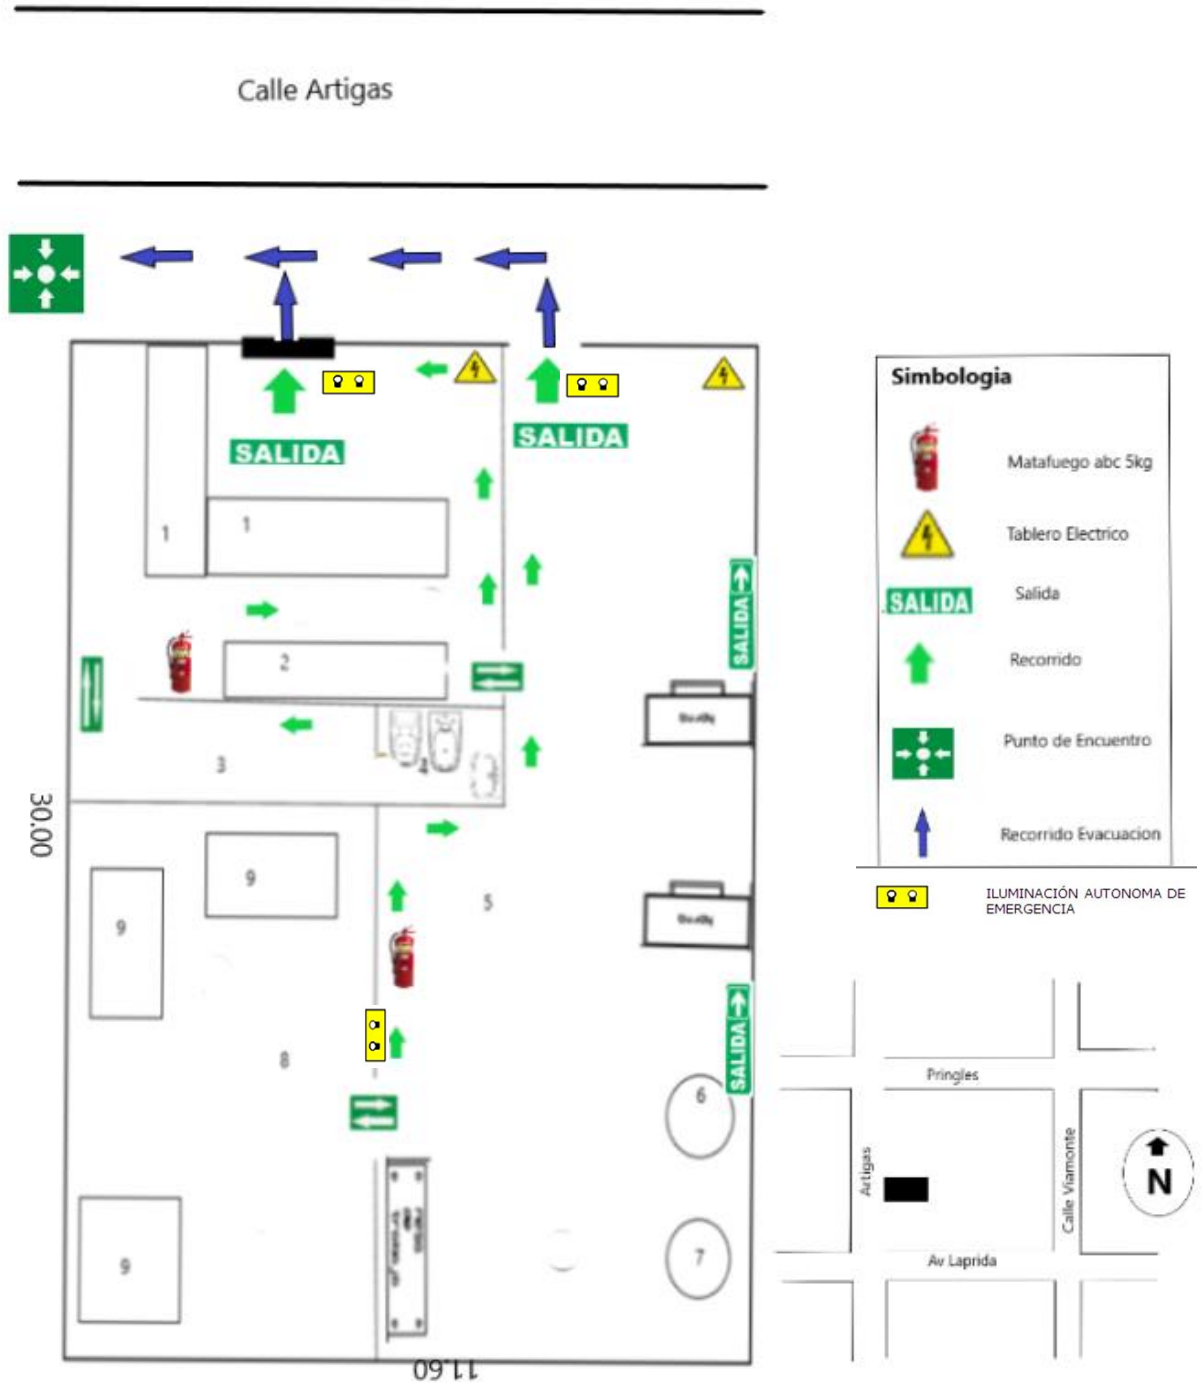 Calle Artigas
SALIDA
SALIDA
1
1
2
SALIDA
3
4
30.00
9
9
5
8
SALIDA
6
7
9
11.60
Simbologia
Matafuego abc 5kg
Tablero Electrico
SALIDA
Salida
Recorrido
Punto de Encuentro
Recorrido Evacuacion
ILUMINACIÓN AUTONOMA DE
EMERGENCIA
Pringles
Artigas
Calle Viamonte
N
Av Laprida